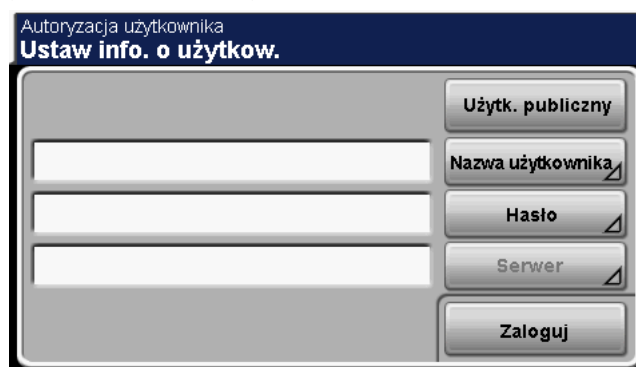 Autoryzacja użytkownika
Ustaw info. o użytkow.
Użytk. publiczny
Nazwa użytkownika
Hasło
Serwer
Zaloguj